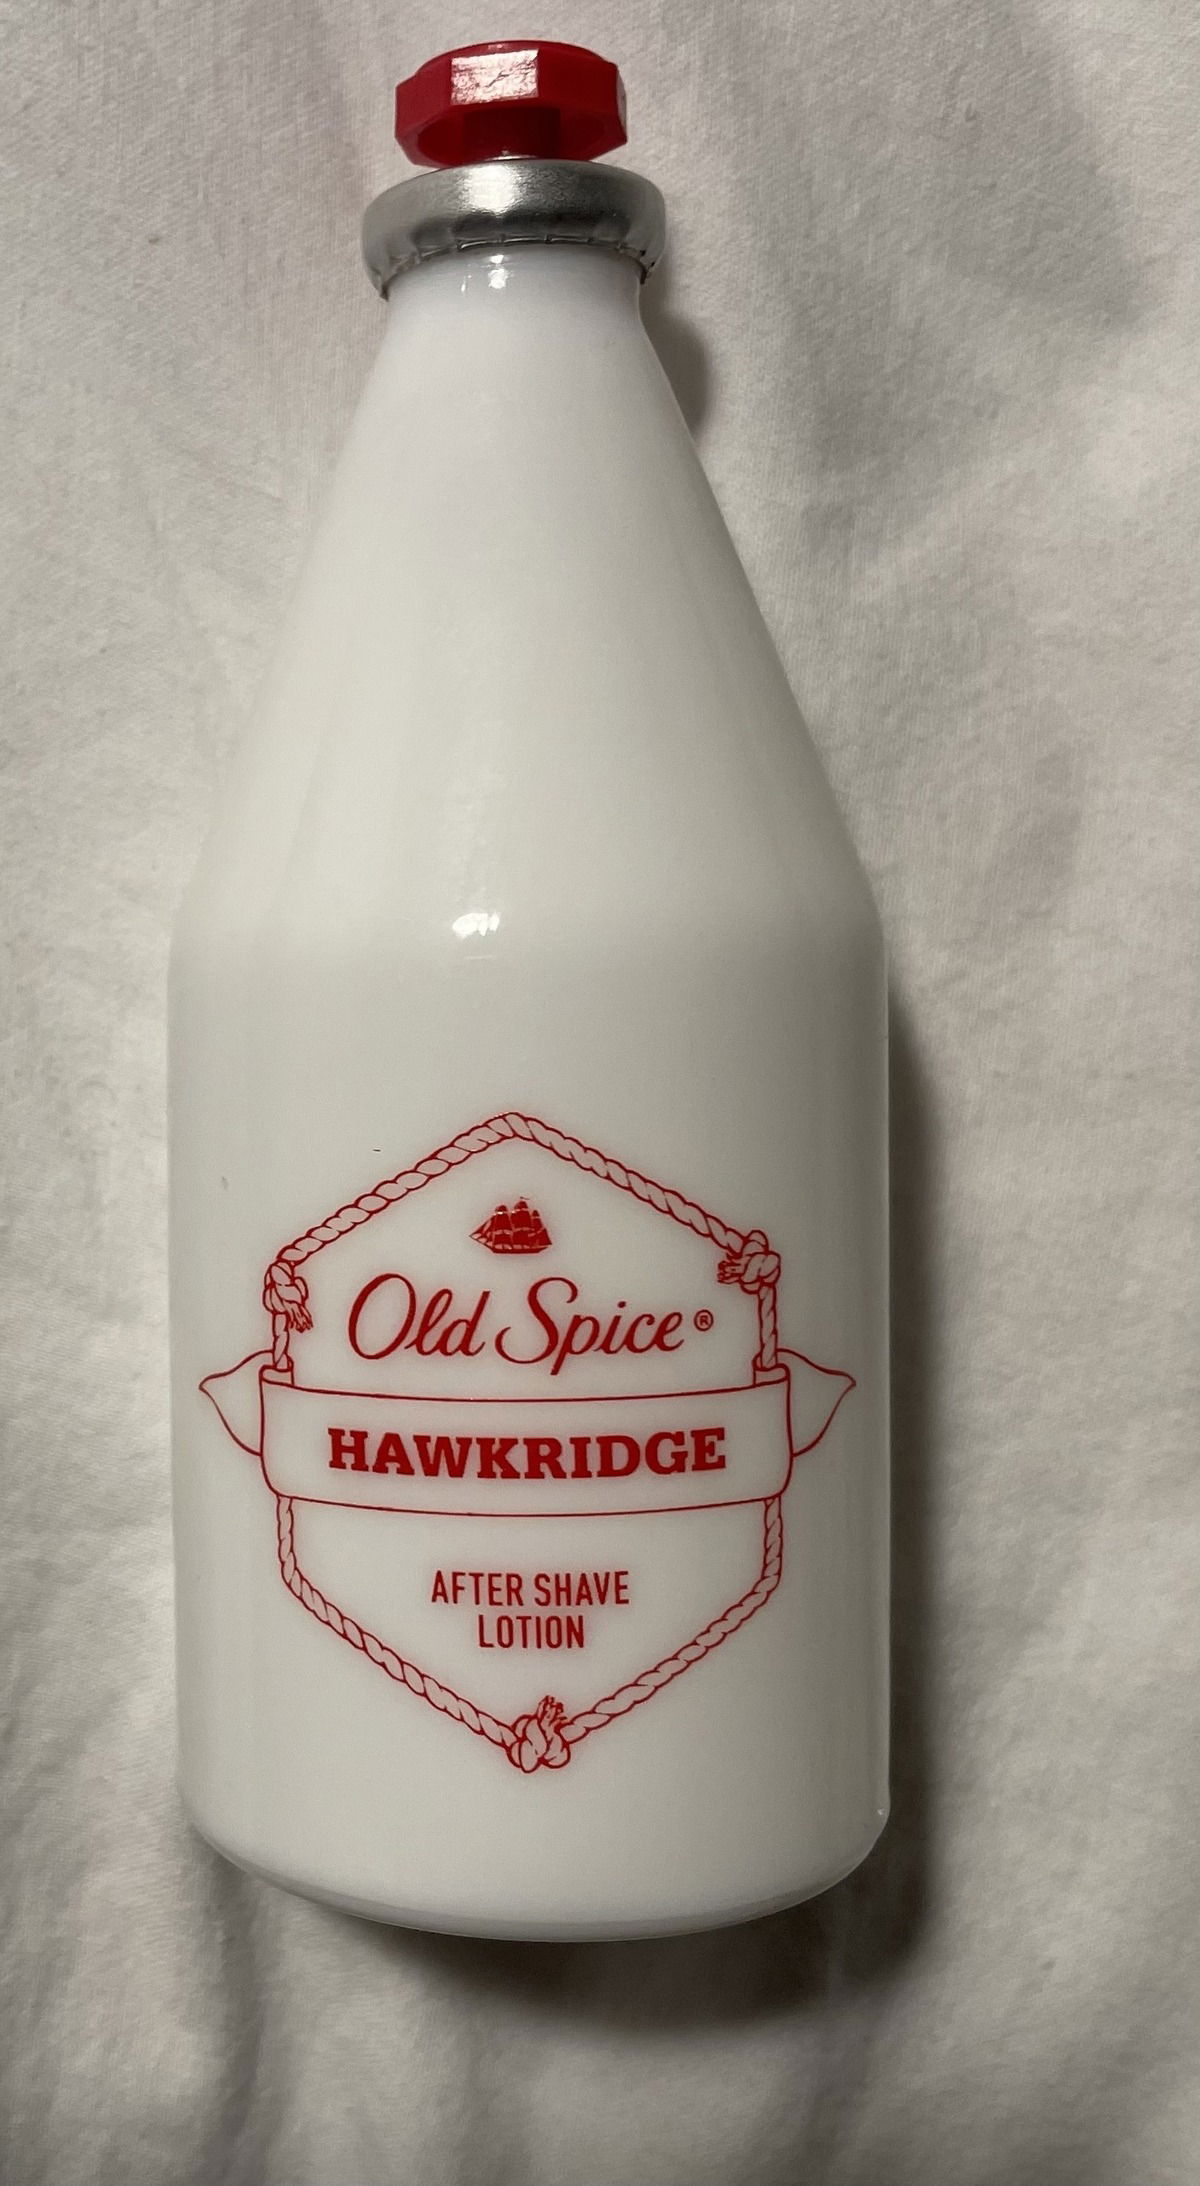 Old Spice®
HAWKRIDGE
AFTER SHAVE
LOTION